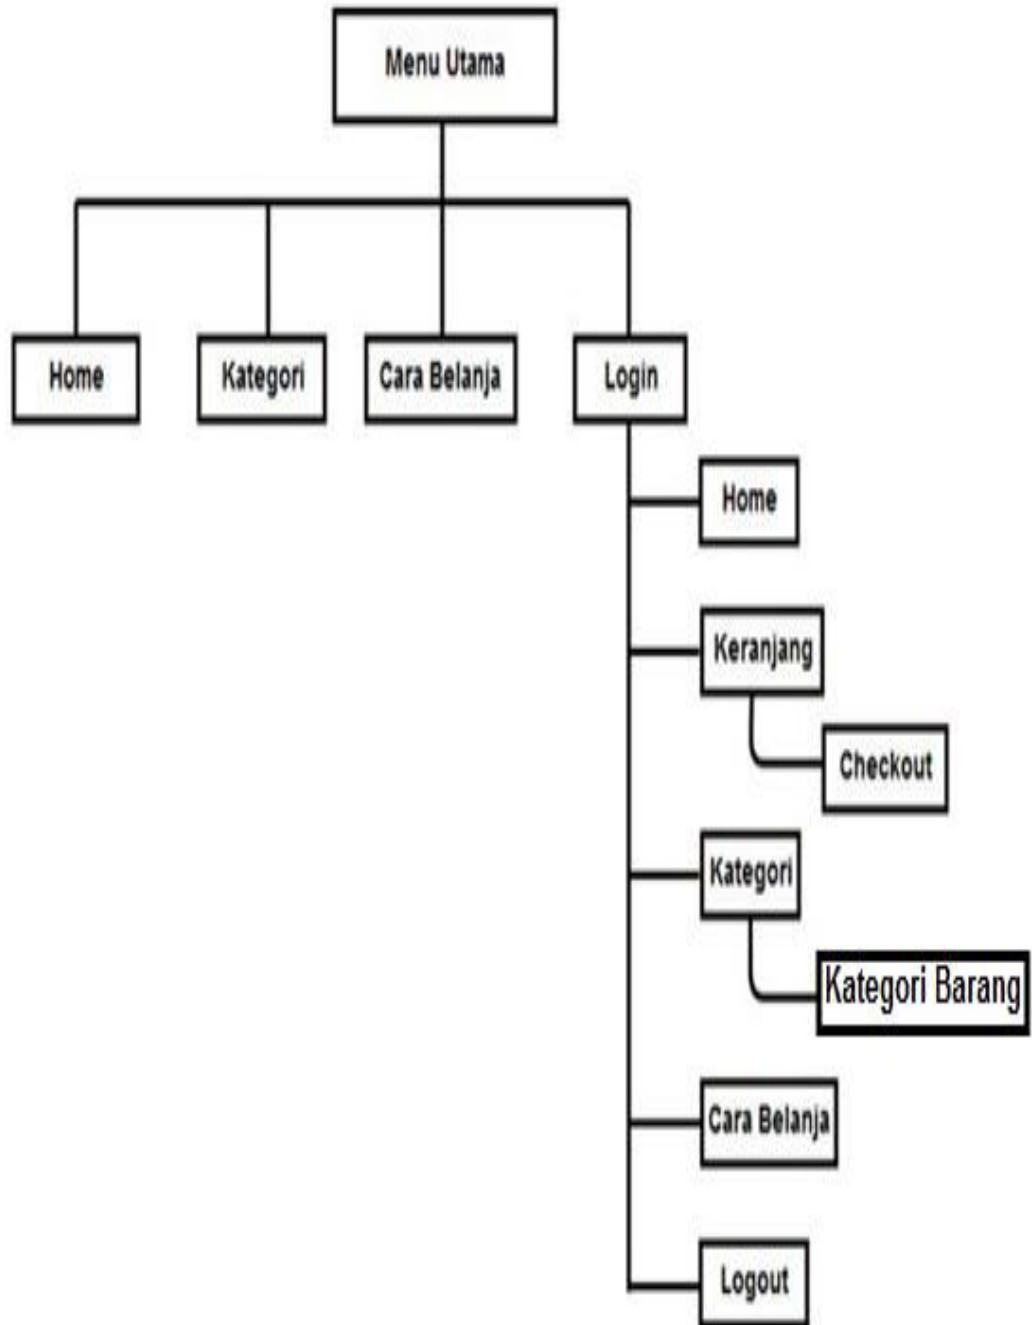 Menu Utama
Home
Kategori
Cara Belanja
Login
Home
Keranjang
Checkout
Kategori
Kategori Barang
Cara Belanja
Logout